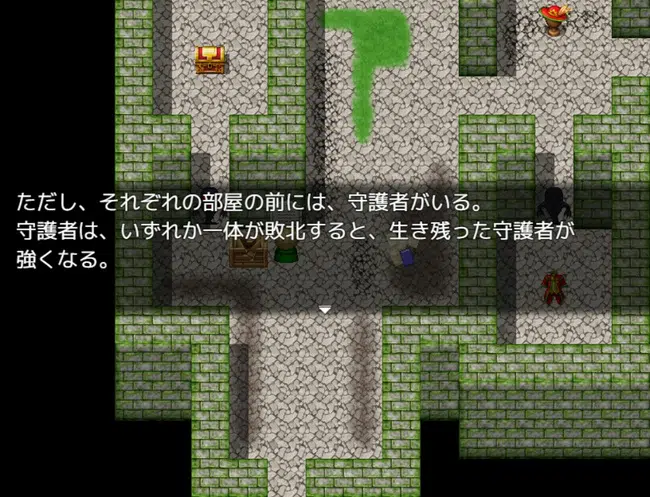 ただし、それぞれの部屋の前には、守護者がいる。
守護者は、いずれか一体が敗北すると、生き残った守護者が
強くなる。